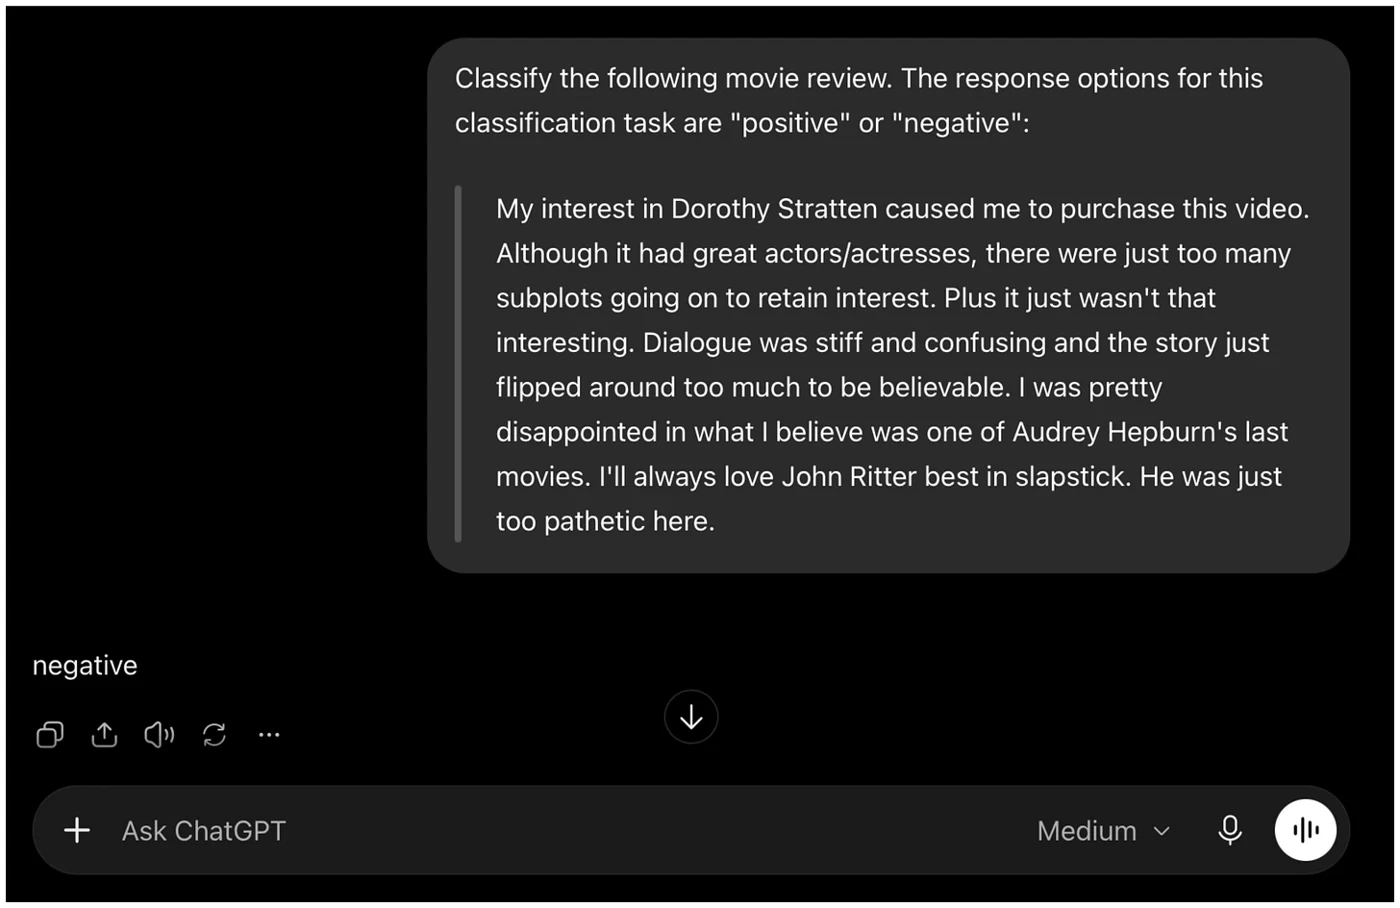 Classify the following movie review. The response options for this
classification task are "positive" or "negative":
My interest in Dorothy Stratten caused me to purchase this video.
Although it had great actors/actresses, there were just too many
subplots going on to retain interest. Plus it just wasn't that
interesting. Dialogue was stiff and confusing and the story just
flipped around too much to be believable. I was pretty
disappointed in what I believe was one of Audrey Hepburn's last
movies. I'll always love John Ritter best in slapstick. He was just
too pathetic here.
negative
Ask ChatGPT
Medium